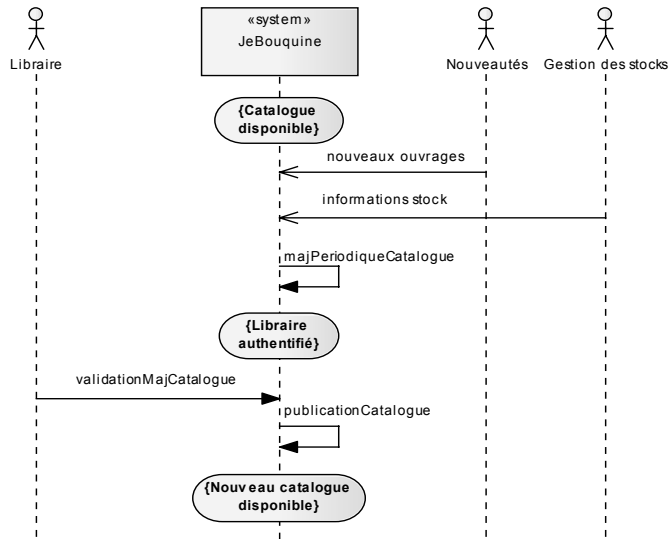 «system»
JeBouquine
Libraire
Nouveautés
Gestion des stocks
{Catalogue
disponible}
nouveaux ouvrages
informations stock
majPeriodiqueCatalogue
{Libraire
authentifié}
validationMajCatalogue
publicationCatalogue
{Nouveau catalogue
disponible}